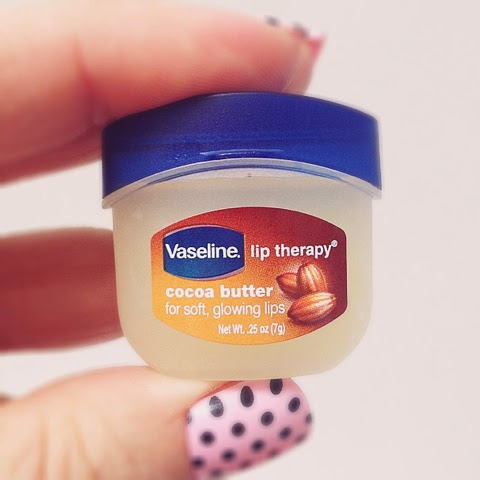 Vaseline. lip therapy®
cocoa butter
for soft, glowing lips
Net Wt. .25 oz (7g)